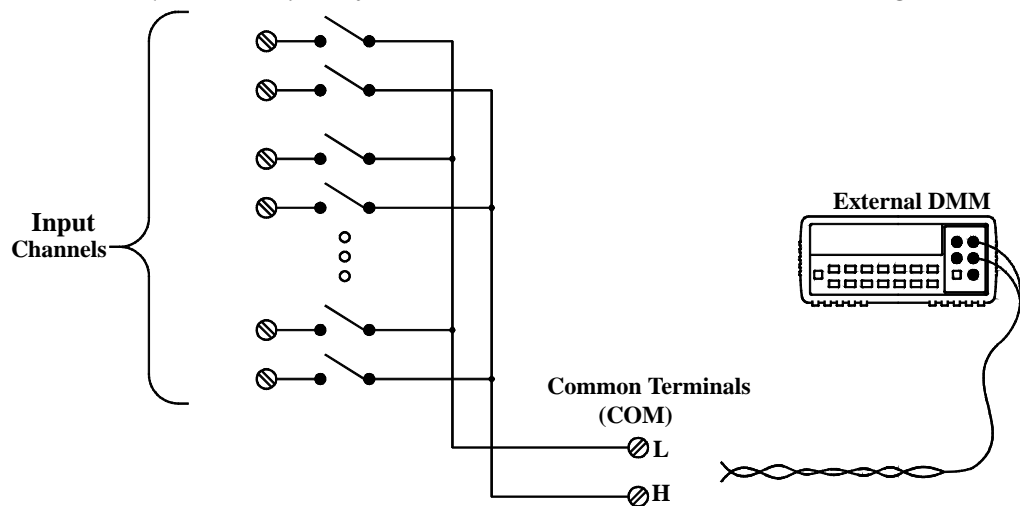 Input
Channels
External DMM
Common Terminals
(COM)
L
H